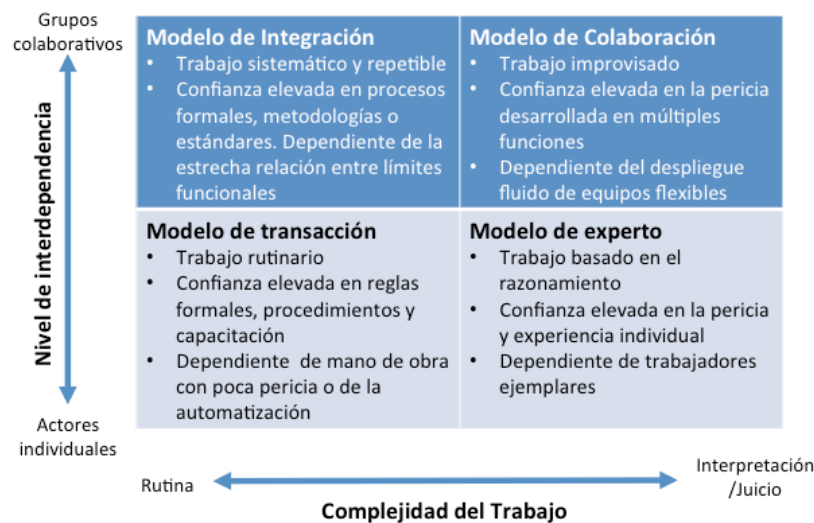 Grupos
colaborativos
Nivel de interdependencia
Actores
individuales
Modelo de Integración
• Trabajo sistemático y repetible
• Confianza elevada en procesos
formales, metodologías o
estándares. Dependiente de la
estrecha relación entre límites
funcionales
Modelo de Colaboración
• Trabajo improvisado
• Confianza elevada en la pericia
desarrollada en múltiples
funciones
• Dependiente del despliegue
fluido de equipos flexibles
Modelo de transacción
• Trabajo rutinario
• Confianza elevada en reglas
formales, procedimientos y
capacitación
• Dependiente de mano de obra
con poca pericia o de la
automatización
Modelo de experto
• Trabajo basado en el
razonamiento
• Confianza elevada en la pericia
y experiencia individual
• Dependiente de trabajadores
ejemplares
Rutina
Interpretación
/Juicio
Complejidad del Trabajo